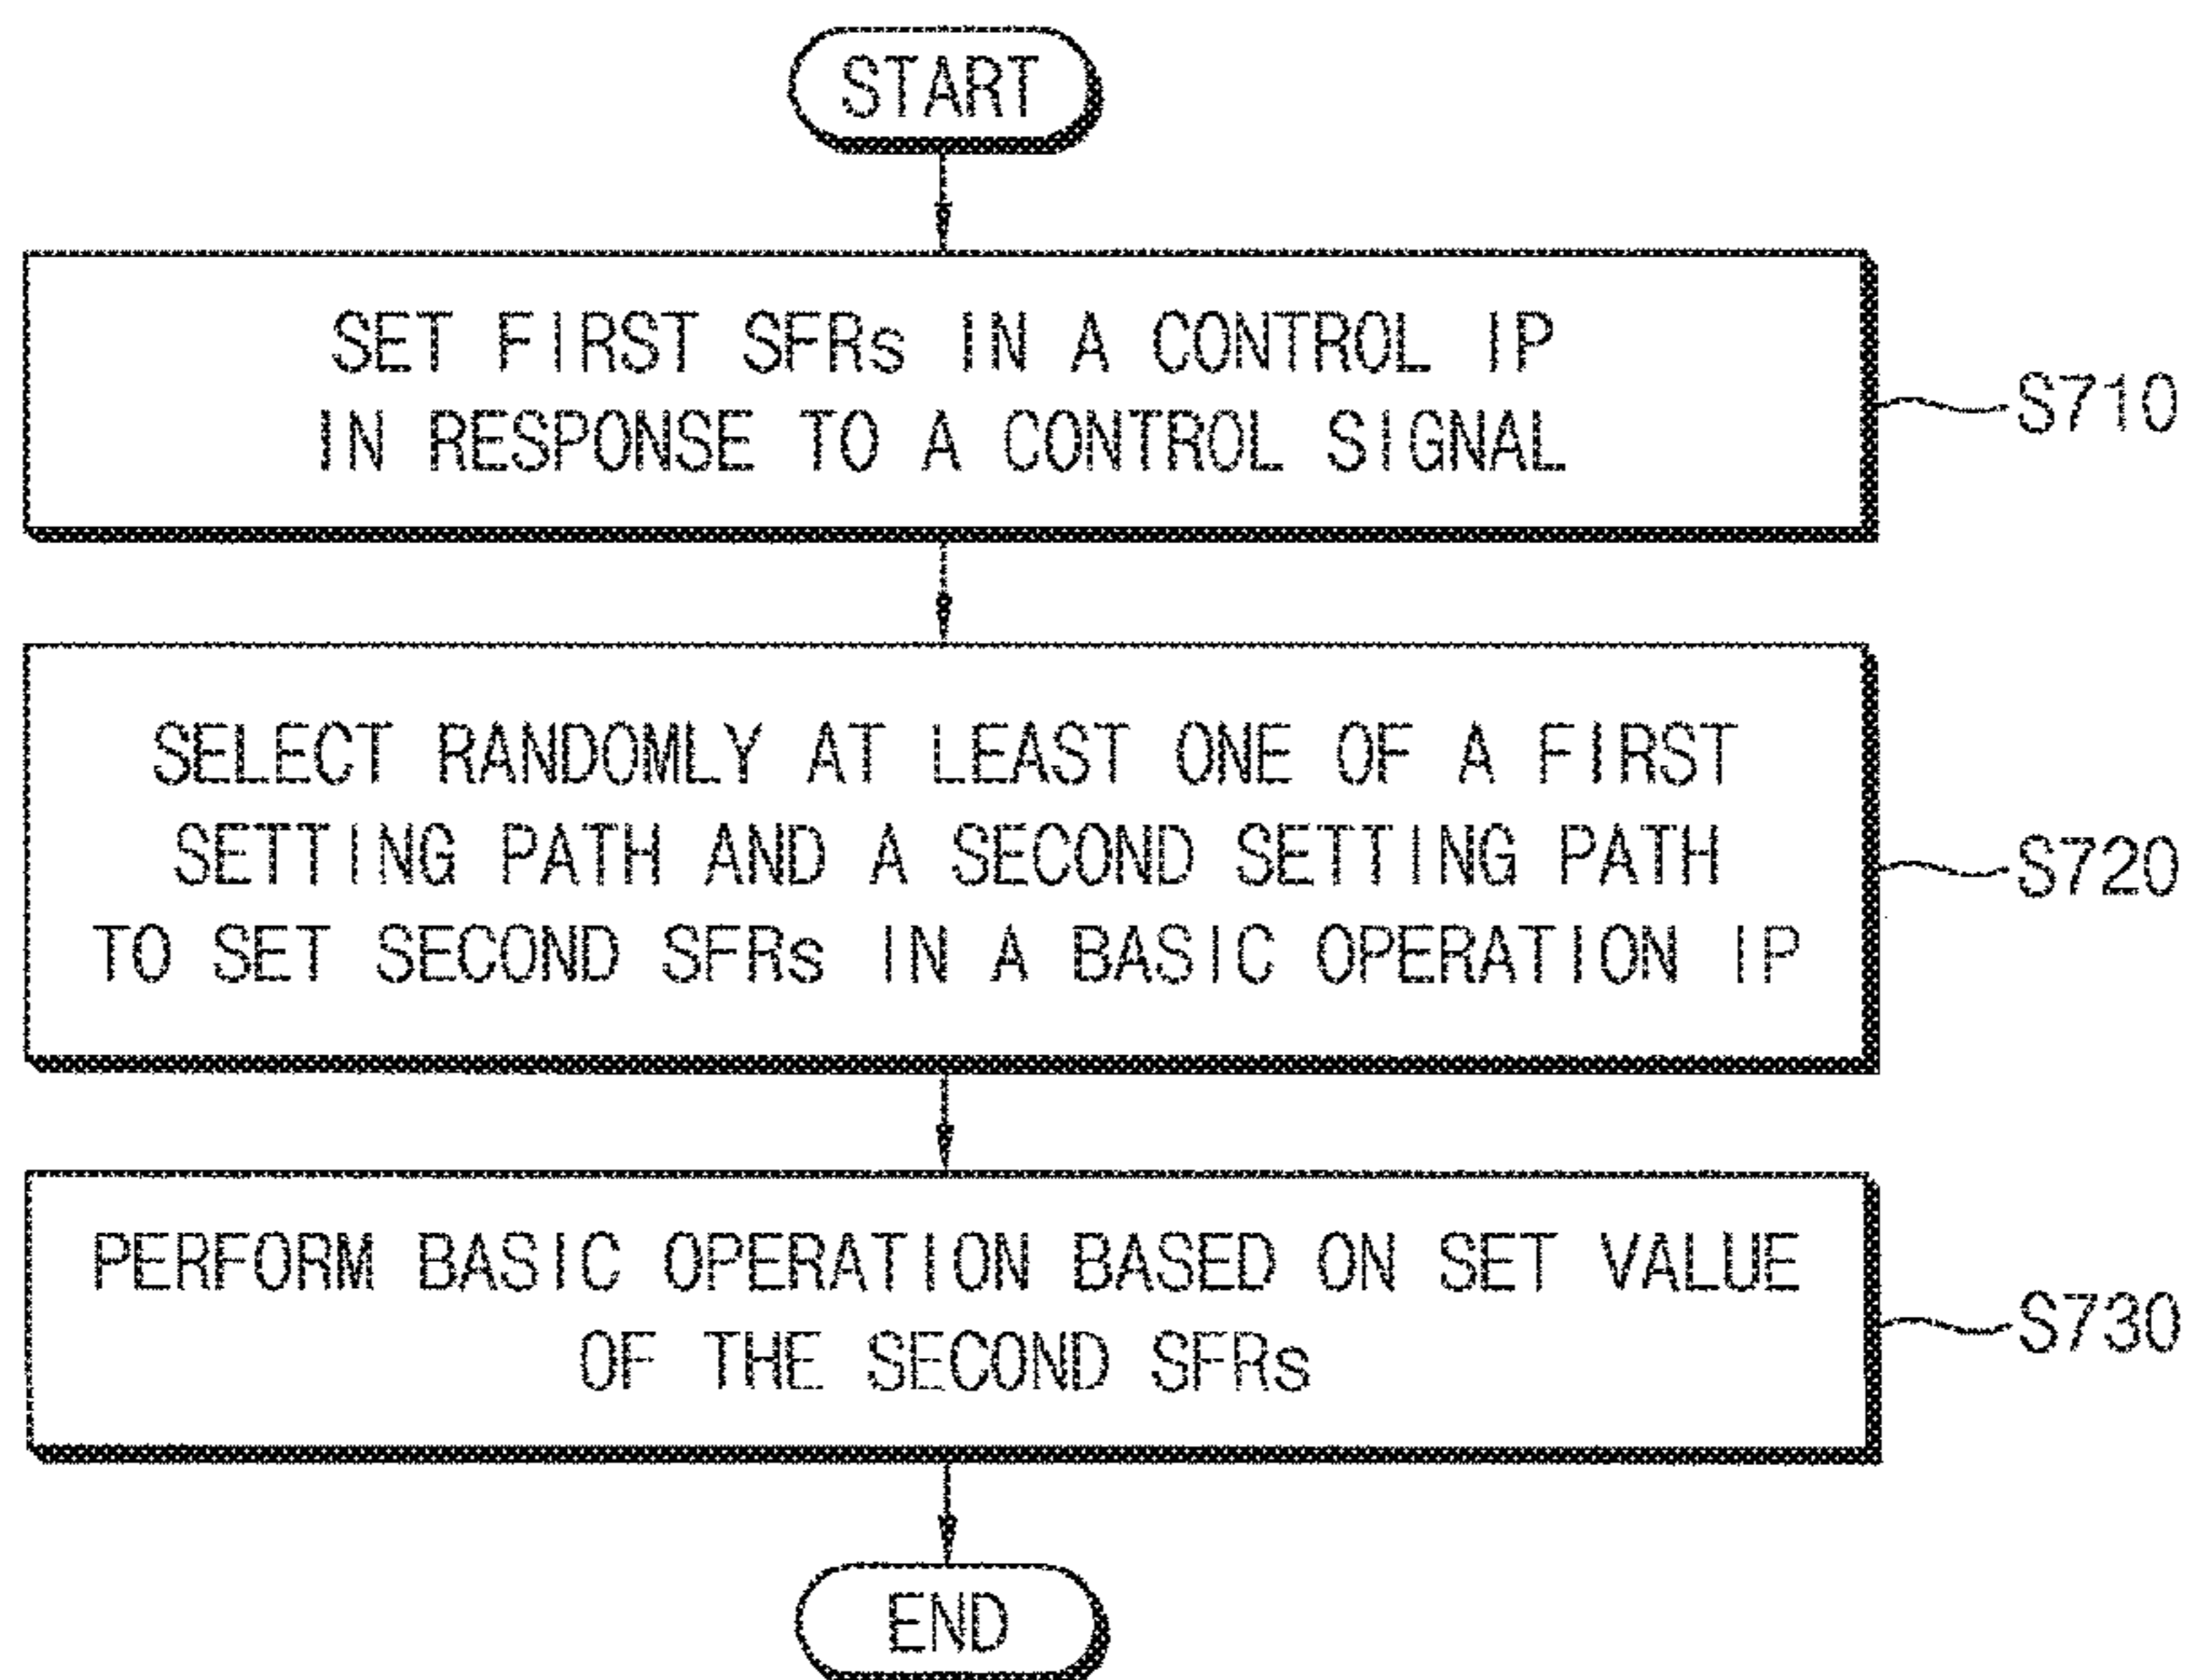 START
SET FIRST SFRs IN A CONTROL IP
IN RESPONSE TO A CONTROL SIGNAL
S710
SELECT RANDOMLY AT LEAST ONE OF A FIRST
SETTING PATH AND A SECOND SETTING PATH
TO SET SECOND SFRs IN A BASIC OPERATION IP
S720
PERFORM BASIC OPERATION BASED ON SET VALUE
OF THE SECOND SFRs
S730
END